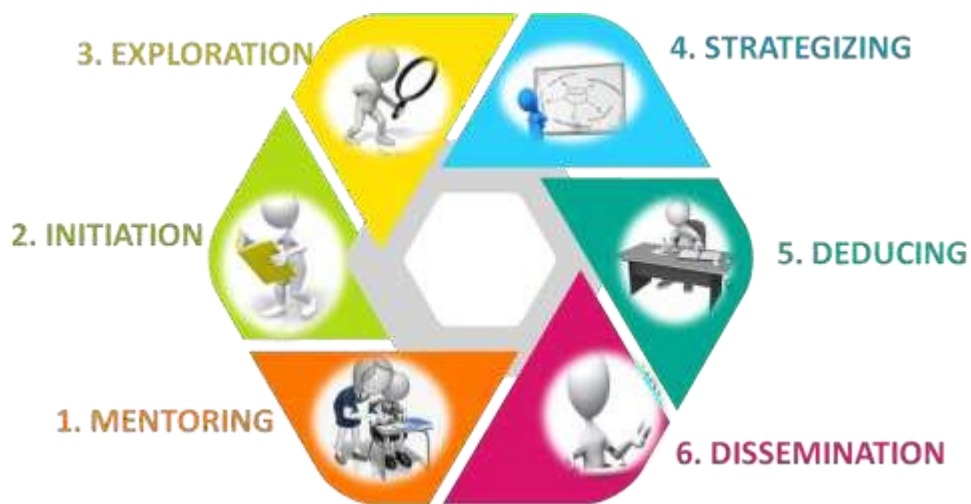 3. EXPLORATION
4. STRATEGIZING
2. INITIATION
5. DEDUCING
1. MENTORING
6. DISSEMINATION